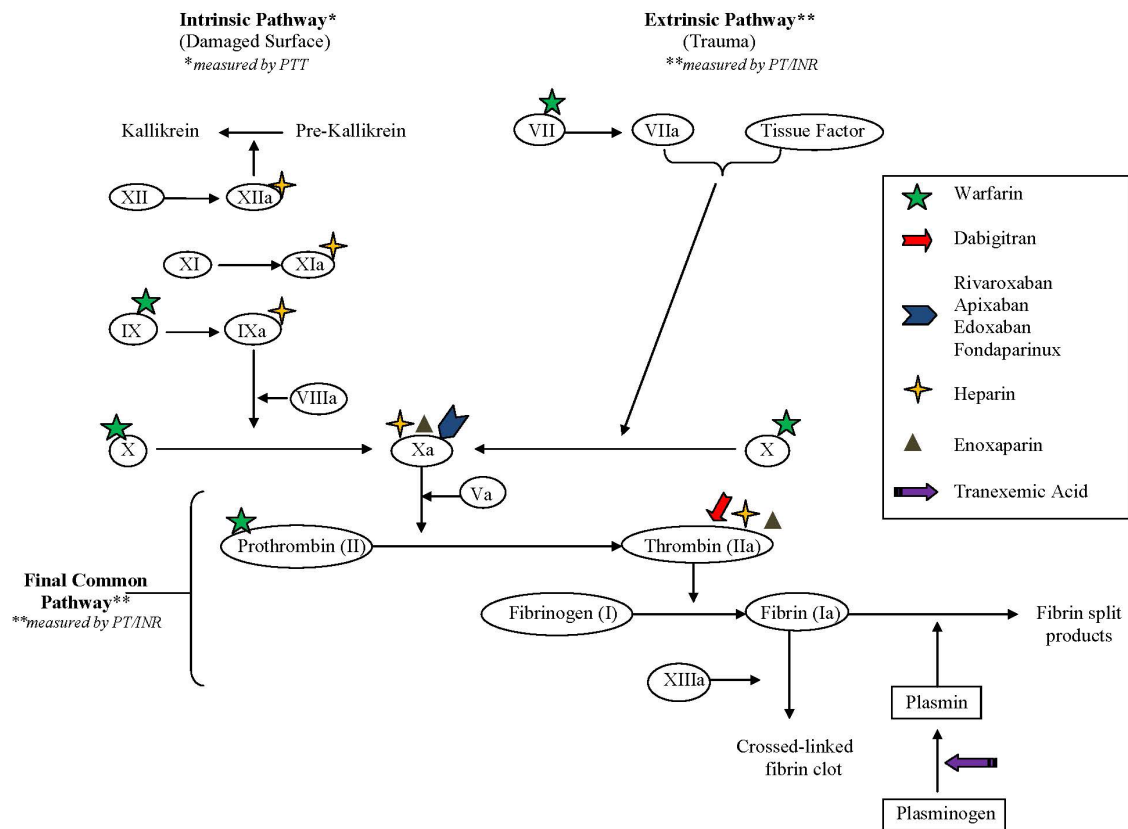 Intrinsic Pathway*
(Damaged Surface)
*measured by PTT
Extrinsic Pathway**
(Trauma)
**measured by PT/INR
Kallikrein
Pre-Kallikrein
VII
VIIa
Tissue Factor
XII
XIIa
XI
XIa
IX
IXa
VIIIa
X
Xa
X
Va
Prothrombin (II)
Thrombin (IIa)
Final Common
Pathway**
**measured by PT/INR
Fibrinogen (I)
Fibrin (Ia)
Fibrin split
products
XIIIa
Plasmin
Crossed-linked
fibrin clot
Plasminogen
Warfarin
Dabigitran
Rivaroxaban
Apixaban
Edoxaban
Fondaparinux
Heparin
Enoxaparin
Tranexemic Acid